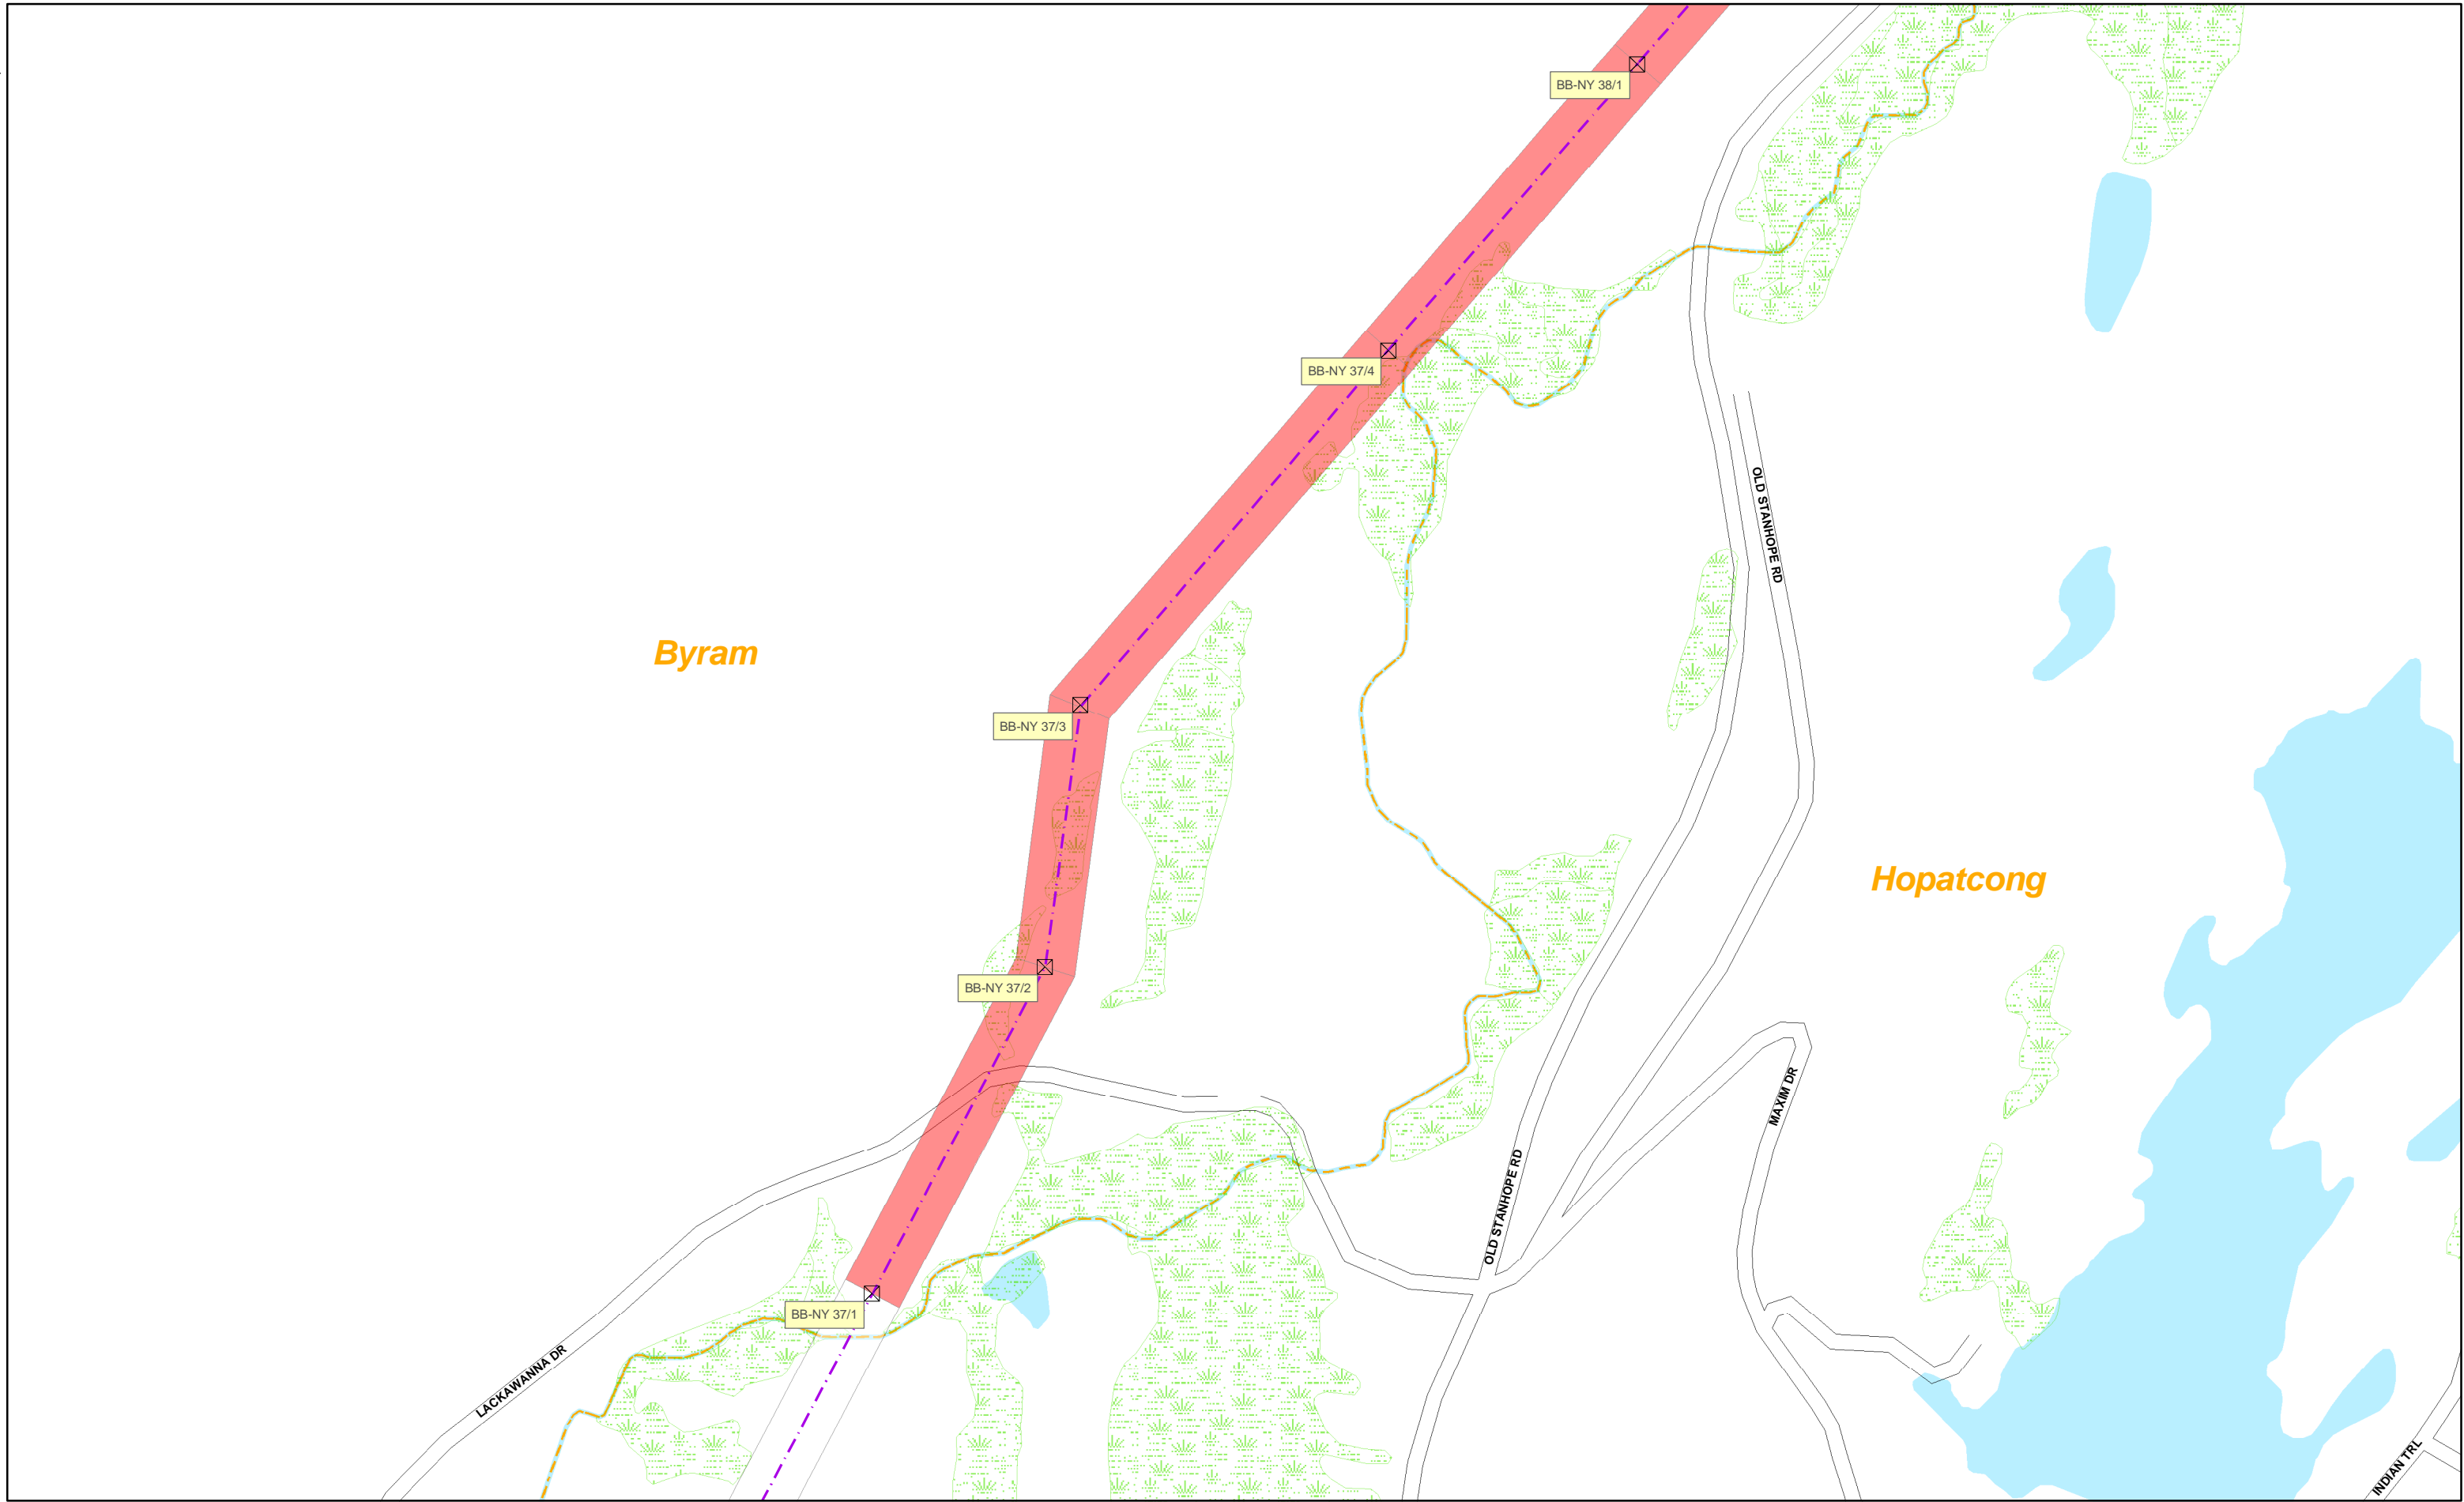 BB-NY 38/1
BB-NY 37/4
OLD STANHOPE RD
Byram
BB-NY 37/3
Hopatcong
BB-NY 37/2
MAXIM DR
OLD STANHOPE RD
BB-NY 37/1
LACKAWANNA DR
INDIAN TRL